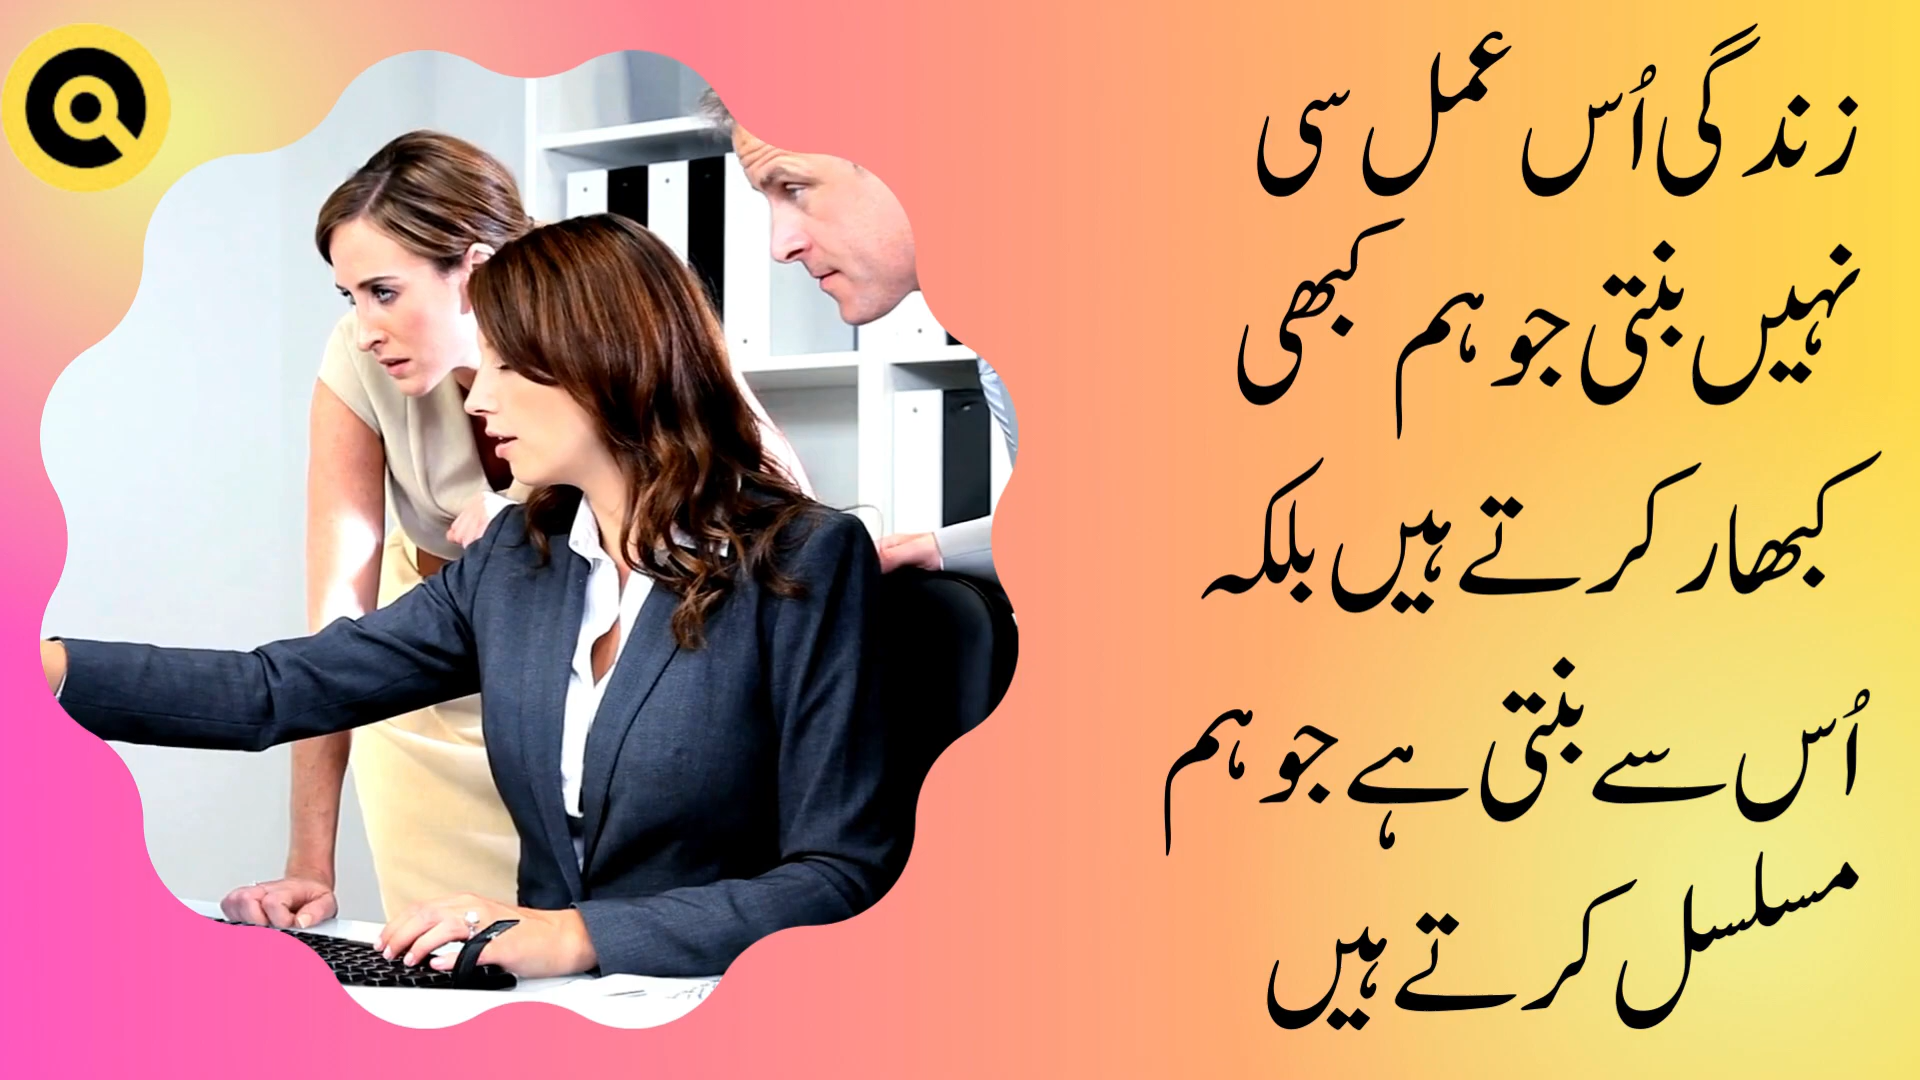 زندگی اُس عمل سی
نہیں بنتی جو ہم کبھی
کبھار کرتے ہیں بلکہ
اُس سے بنتی ہے جو ہم
مسلسل کرتے ہیں